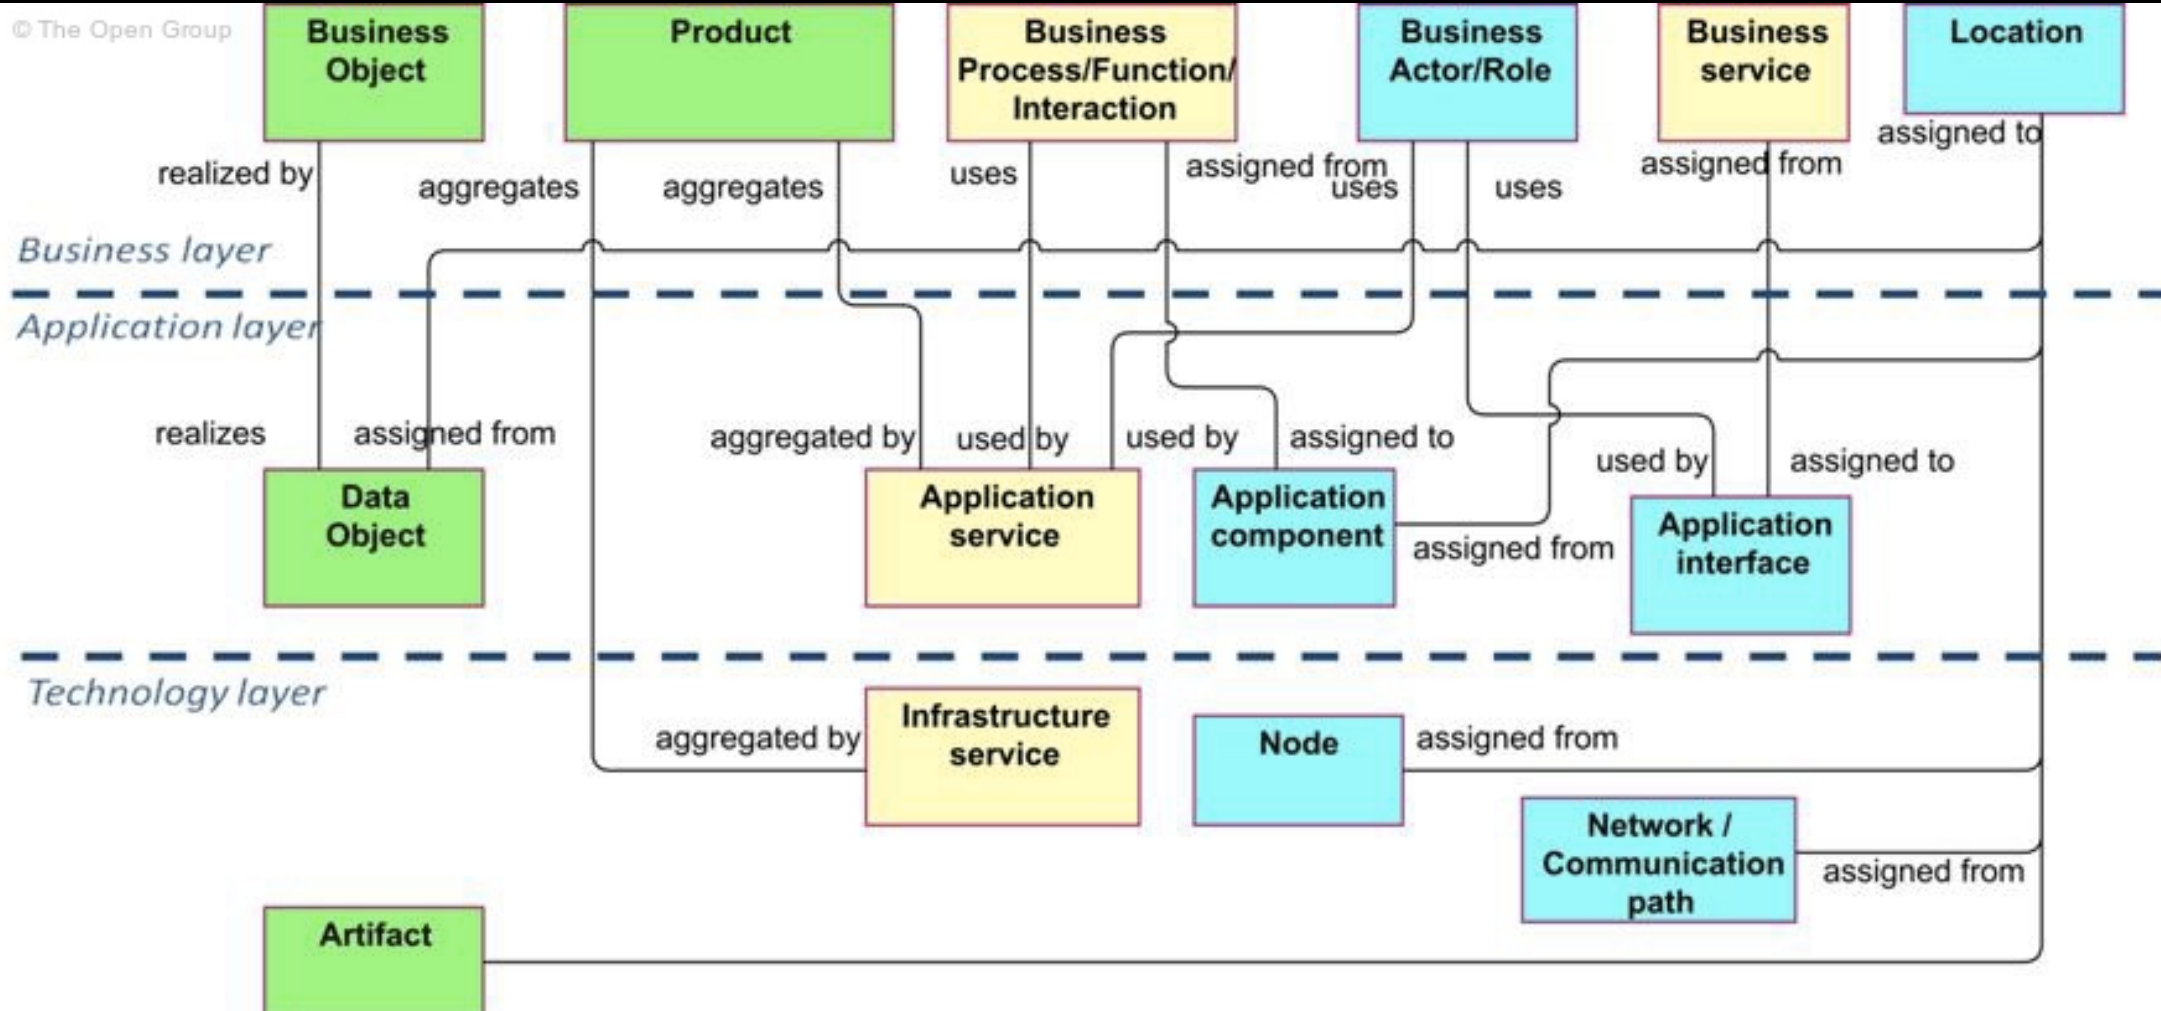 © The Open Group
Business
Object
Product
Business
Process/Function/
Interaction
Business
Actor/Role
Business
service
Location
realized by
aggregates
aggregates
uses
assigned from
uses
uses
assigned from
assigned to
Business layer
Application layer
realizes
assigned from
aggregated by
used by
used by
assigned to
used by
assigned to
Data
Object
Application
service
Application
component
assigned from
Application
interface
Technology layer
aggregated by
Infrastructure
service
Node
assigned from
Network /
Communication
path
assigned from
Artifact